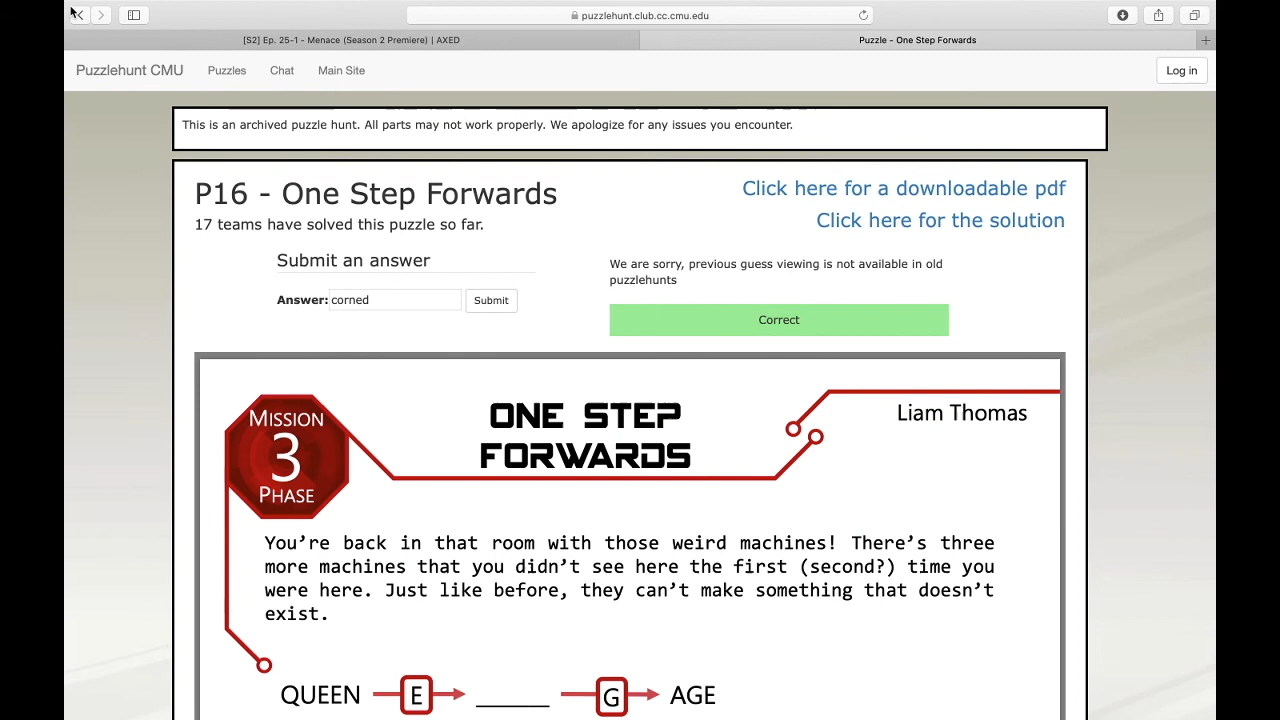 puzzlehunt.club.cc.cmu.edu
[S2] Ep. 25-1 - Menace (Season 2 Premiere) | AXED
Puzzle - One Step Forwards
Puzzlehunt CMU Puzzles Chat Main Site Log in
This is an archived puzzle hunt. All parts may not work properly. We apologize for any issues you encounter.
P16 - One Step Forwards
Click here for a downloadable pdf
17 teams have solved this puzzle so far.
Click here for the solution
Submit an answer
We are sorry, previous guess viewing is not available in old
puzzlehunts
Answer: corned Submit
Correct
MISSION
3
PHASE
ONE STEP
FORWARDS
Liam Thomas
You're back in that room with those weird machines! There's three
more machines that you didn't see here the first (second?) time you
were here. Just like before, they can't make something that doesn't
exist.
QUEEN E ______ G AGE